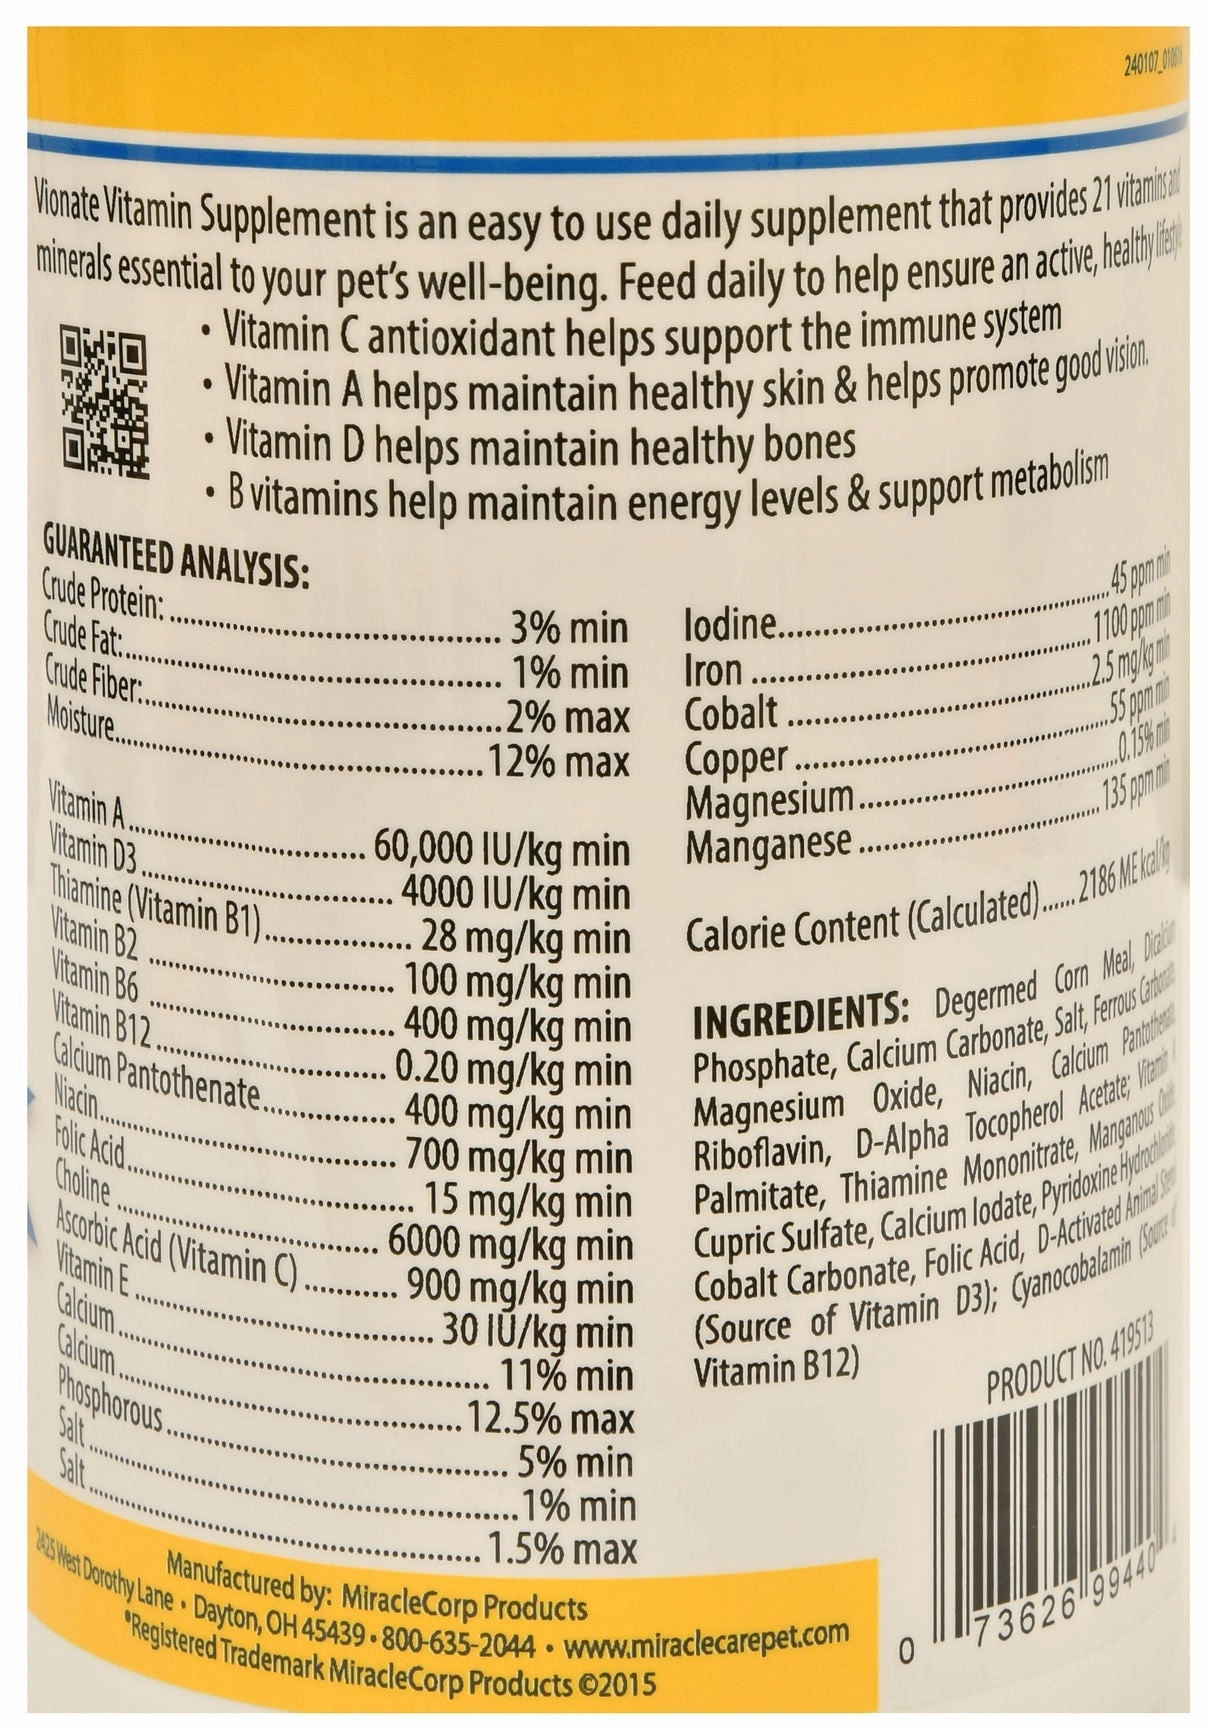 Vionate Vitamin Supplement is an easy to use daily supplement that provides 21 vitamins and
minerals essential to your pet's well-being. Feed daily to help ensure an active, healthy lifestyle
• Vitamin C antioxidant helps support the immune system
• Vitamin A helps maintain healthy skin & helps promote good vision.
• Vitamin D helps maintain healthy bones
• B vitamins help maintain energy levels & support metabolism
GUARANTEED ANALYSIS:
Crude Protein: ........ 3% min
Crude Fat: ........ 1% min
Crude Fiber: ........ 2% max
Moisture ........ 12% max
Vitamin A ........ 60,000 IU/kg min
Vitamin D3 ........ 4000 IU/kg min
Thiamine (Vitamin B1) ........ 28 mg/kg min
Vitamin B2 ........ 100 mg/kg min
Vitamin B6 ........ 400 mg/kg min
Vitamin B12 ........ 0.20 mg/kg min
Calcium Pantothenate ........ 400 mg/kg min
Niacin ........ 700 mg/kg min
Folic Acid ........ 15 mg/kg min
Choline ........ 6000 mg/kg min
Ascorbic Acid (Vitamin C) ........ 900 mg/kg min
Vitamin E ........ 30 IU/kg min
Calcium ........ 11% min
Calcium ........ 12.5% max
Phosphorous ........ 5% min
Salt ........ 1% min
Salt ........ 1.5% max
Iodine ........ 45 ppm min
Iron ........ 1100 ppm min
Cobalt ........ 2.5 mg/kg min
Copper ........ 55 ppm min
Magnesium ........ 0.15% min
Manganese ........ 135 ppm min
Calorie Content (Calculated) ...... 2186 ME kcal/kg
INGREDIENTS: Degermed Corn Meal, Dicalcium
Phosphate, Calcium Carbonate, Salt, Ferrous Carbonate,
Magnesium Oxide, Niacin, Calcium Pantothenate,
Riboflavin, D-Alpha Tocopherol Acetate; Vitamin A
Palmitate, Thiamine Mononitrate, Manganous Oxide,
Cupric Sulfate, Calcium Iodate, Pyridoxine Hydrochloride,
Cobalt Carbonate, Folic Acid, D-Activated Animal Sterol
(Source of Vitamin D3); Cyanocobalamin (Source of
Vitamin B12)
PRODUCT NO. 419513
0 73626 99440
Manufactured by: MiracleCorp Products
2425 West Dorothy Lane • Dayton, OH 45439 • 800-635-2044 • www.miraclecarepet.com
®Registered Trademark MiracleCorp Products ©2015